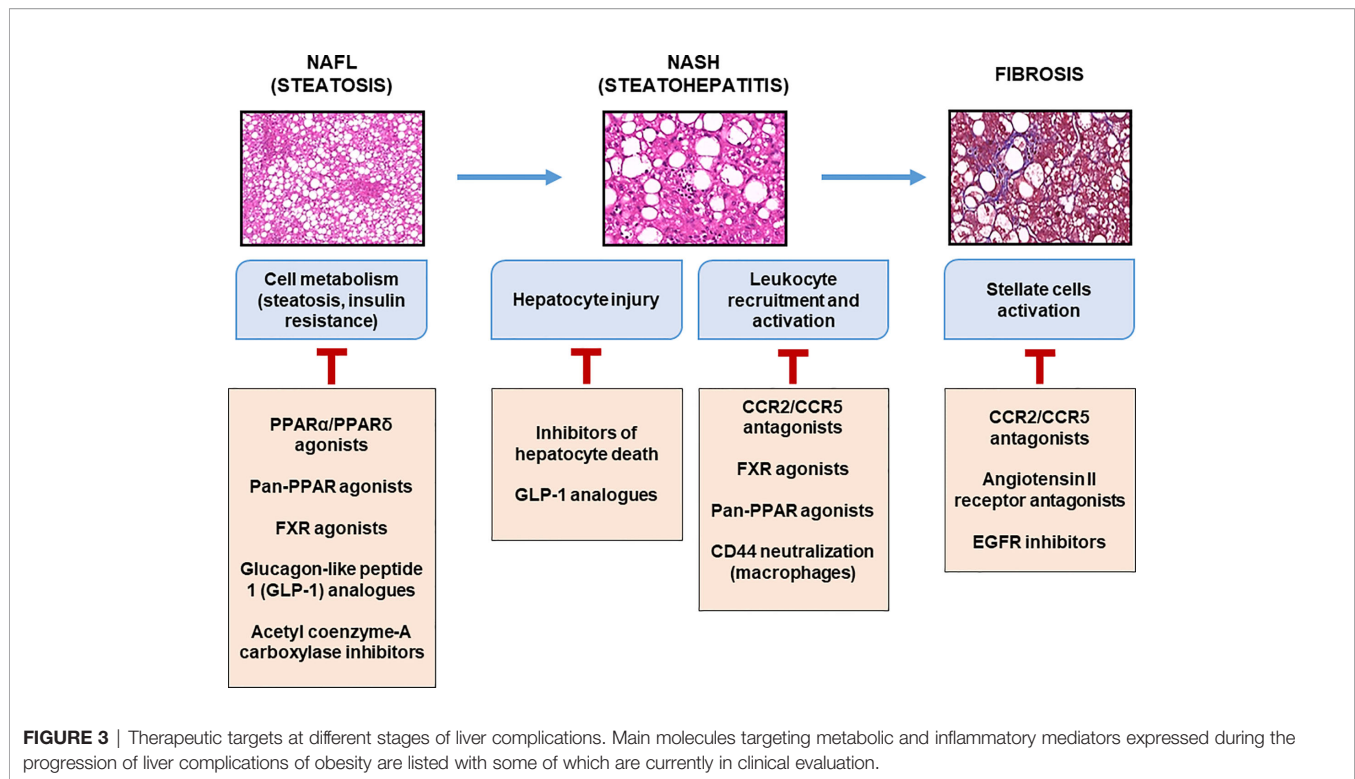 NAFL
(STEATOSIS)
NASH
(STEATOHEPATITIS)
FIBROSIS
Cell metabolism
(steatosis, insulin
resistance)
Hepatocyte injury
Leukocyte
recruitment and
activation
Stellate cells
activation
PPARα/PPARδ
agonists
Pan-PPAR agonists
FXR agonists
Glucagon-like peptide
1 (GLP-1) analogues
Acetyl coenzyme-A
carboxylase inhibitors
Inhibitors of
hepatocyte death
GLP-1 analogues
CCR2/CCR5
antagonists
FXR agonists
Pan-PPAR agonists
CD44 neutralization
(macrophages)
CCR2/CCR5
antagonists
Angiotensin II
receptor antagonists
EGFR inhibitors
FIGURE 3 | Therapeutic targets at different stages of liver complications. Main molecules targeting metabolic and inflammatory mediators expressed during the
progression of liver complications of obesity are listed with some of which are currently in clinical evaluation.